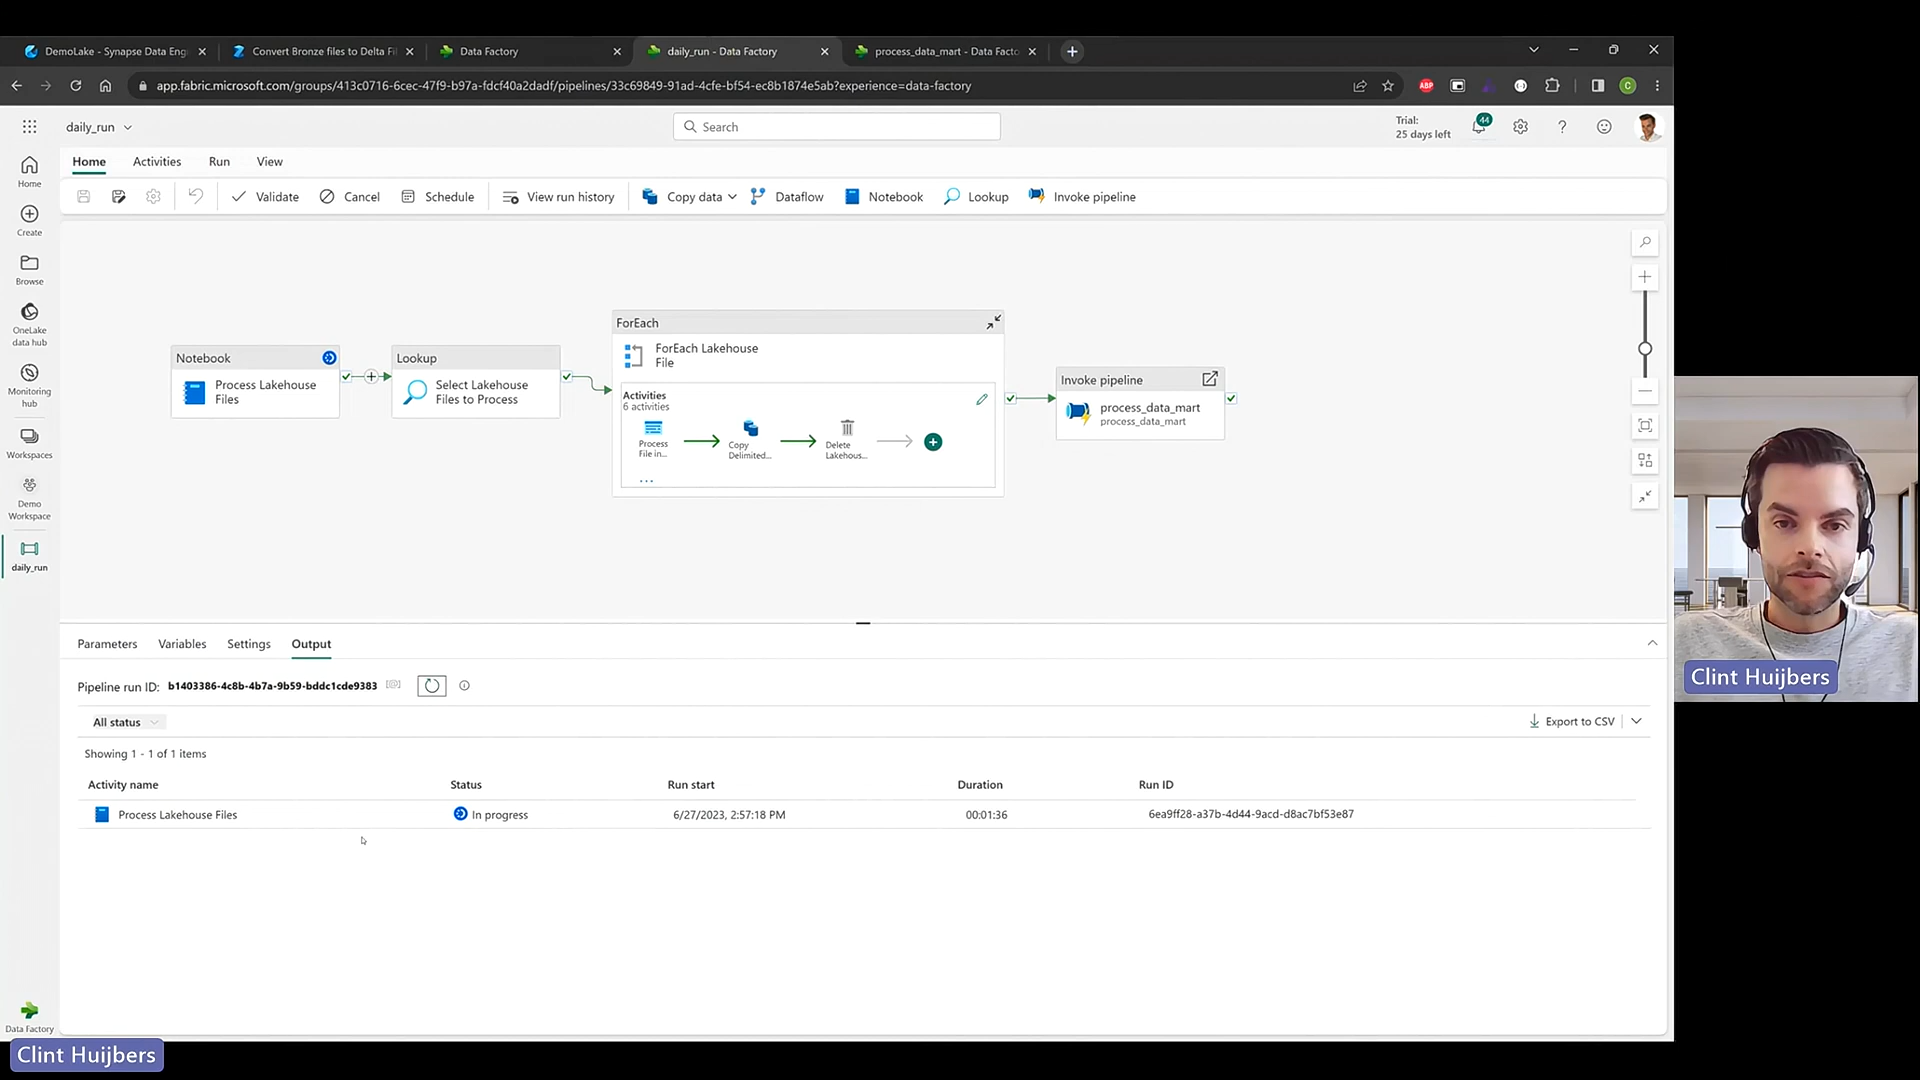 DemoLake - Synapse Data Eng
Convert Bronze files to Delta Fi
Data Factory
daily_run - Data Factory
process_data_mart - Data Facto
app.fabric.microsoft.com/groups/413c0716-6cec-47f9-b97a-fdcf40a2dadf/pipelines/33c69849-91ad-4cfe-bf54-ec8b1874e5ab?experience=data-factory
ABP
C
daily_run
Search
Trial:
25 days left
44
Home
Activities
Run
View
Validate
Cancel
Schedule
View run history
Copy data
Dataflow
Notebook
Lookup
Invoke pipeline
Home
Create
Browse
OneLake
data hub
Monitoring
hub
Workspaces
Demo
Workspace
daily_run
Data Factory
Notebook
Process Lakehouse
Files
Lookup
Select Lakehouse
Files to Process
ForEach
ForEach Lakehouse
File
Activities
6 activities
Process
File in...
Copy
Delimited...
Delete
Lakehous...
...
Invoke pipeline
process_data_mart
process_data_mart
Parameters
Variables
Settings
Output
Pipeline run ID: b1403386-4c8b-4b7a-9b59-bddc1cde9383
All status
Export to CSV
Showing 1 - 1 of 1 items
Activity name
Status
Run start
Duration
Run ID
Process Lakehouse Files
In progress
6/27/2023, 2:57:18 PM
00:01:36
6ea9ff28-a37b-4d44-9acd-d8ac7bf53e87
Clint Huijbers
Clint Huijbers